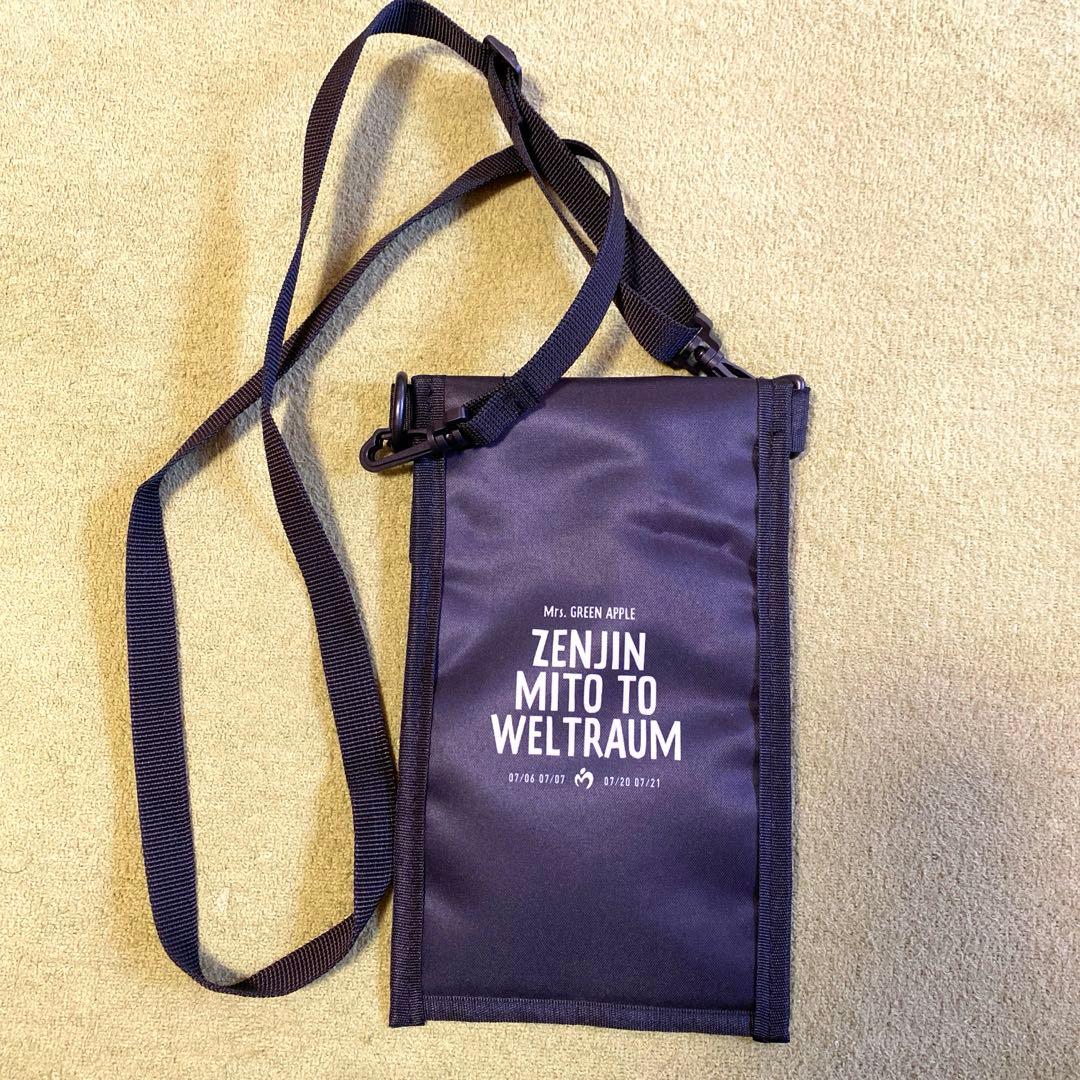 Mrs. GREEN APPLE
ZENJIN
MITO TO
WELTRAUM
07/06 07/07 07/20 07/21